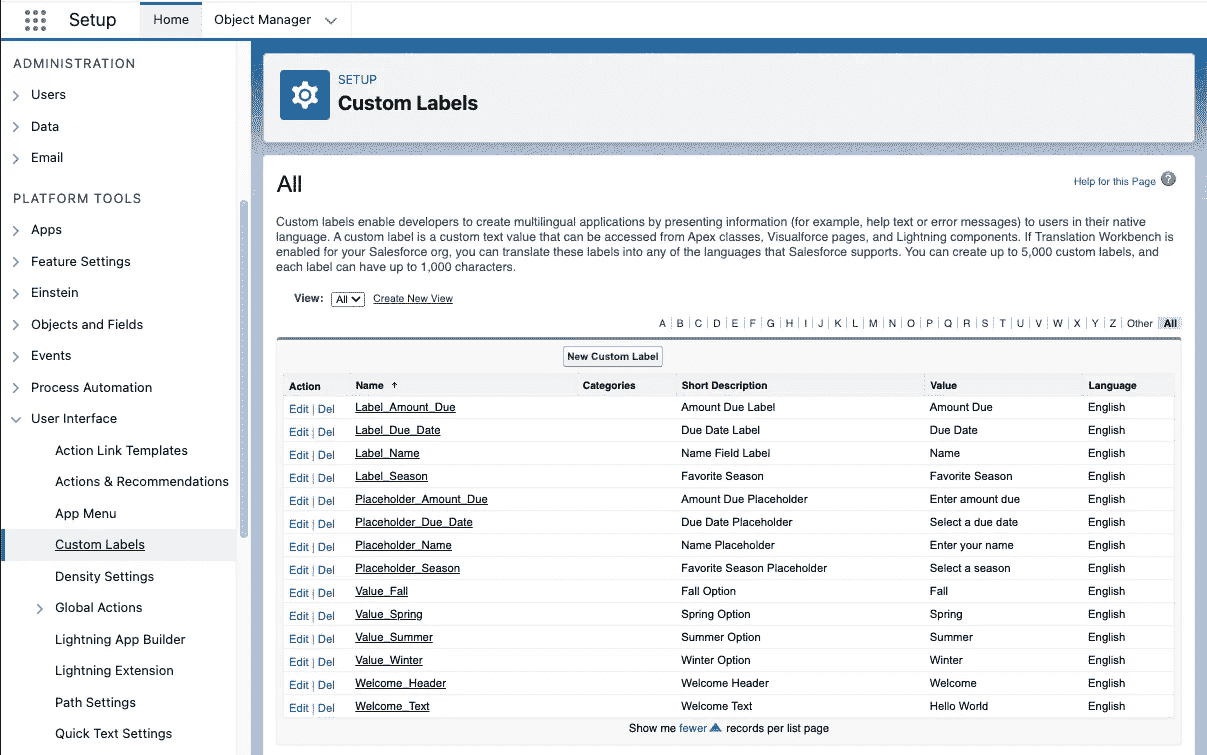 Setup
Home
Object Manager
ADMINISTRATION
Users
Data
Email
PLATFORM TOOLS
Apps
Feature Settings
Einstein
Objects and Fields
Events
Process Automation
User Interface
Action Link Templates
Actions & Recommendations
App Menu
Custom Labels
Density Settings
Global Actions
Lightning App Builder
Lightning Extension
Path Settings
Quick Text Settings
SETUP
Custom Labels
All
Help for this Page ?
Custom labels enable developers to create multilingual applications by presenting information (for example, help text or error messages) to users in their native
language. A custom label is a custom text value that can be accessed from Apex classes, Visualforce pages, and Lightning components. If Translation Workbench is
enabled for your Salesforce org, you can translate these labels into any of the languages that Salesforce supports. You can create up to 5,000 custom labels, and
each label can have up to 1,000 characters.
View: All Create New View
A | B | C | D | E | F | G | H | I | J | K | L | M | N | O | P | Q | R | S | T | U | V | W | X | Y | Z | Other | All
New Custom Label
Action Name ↑ Categories Short Description Value Language
Edit | Del Label_Amount_Due Amount Due Label Amount Due English
Edit | Del Label_Due_Date Due Date Label Due Date English
Edit | Del Label_Name Name Field Label Name English
Edit | Del Label_Season Favorite Season Favorite Season English
Edit | Del Placeholder_Amount_Due Amount Due Placeholder Enter amount due English
Edit | Del Placeholder_Due_Date Due Date Placeholder Select a due date English
Edit | Del Placeholder_Name Name Placeholder Enter your name English
Edit | Del Placeholder_Season Favorite Season Placeholder Select a season English
Edit | Del Value_Fall Fall Option Fall English
Edit | Del Value_Spring Spring Option Spring English
Edit | Del Value_Summer Summer Option Summer English
Edit | Del Value_Winter Winter Option Winter English
Edit | Del Welcome_Header Welcome Header Welcome English
Edit | Del Welcome_Text Welcome Text Hello World English
Show me fewer records per list page